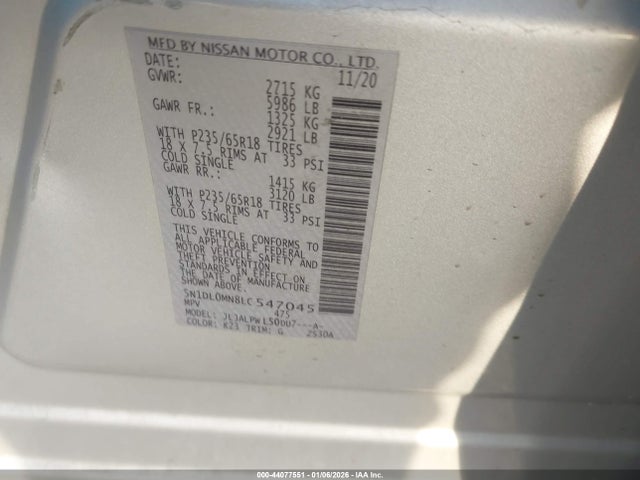 MFD BY NISSAN MOTOR CO., LTD.
DATE: 11/20
GVWR: 2715 KG
5986 LB
GAWR FR.: 1325 KG
2921 LB
WITH P235/65R18 TIRES
18 X 7.5 RIMS AT 33 PSI
COLD SINGLE
GAWR RR.: 1415 KG
3120 LB
WITH P235/65R18 TIRES
18 X 7.5 RIMS AT 33 PSI
COLD SINGLE
THIS VEHICLE CONFORMS TO
ALL APPLICABLE FEDERAL
MOTOR VEHICLE SAFETY AND
THEFT PREVENTION
STANDARDS IN EFFECT ON
THE DATE OF MANUFACTURE
SHOWN ABOVE.
5N1DL0MN8LC547045
MPV 475
MODEL: JLJALPWL50UU7---A-
COLOR: K23 TRIM: G 2S30A
000-44077551 - 01/06/2026 - IAA Inc.